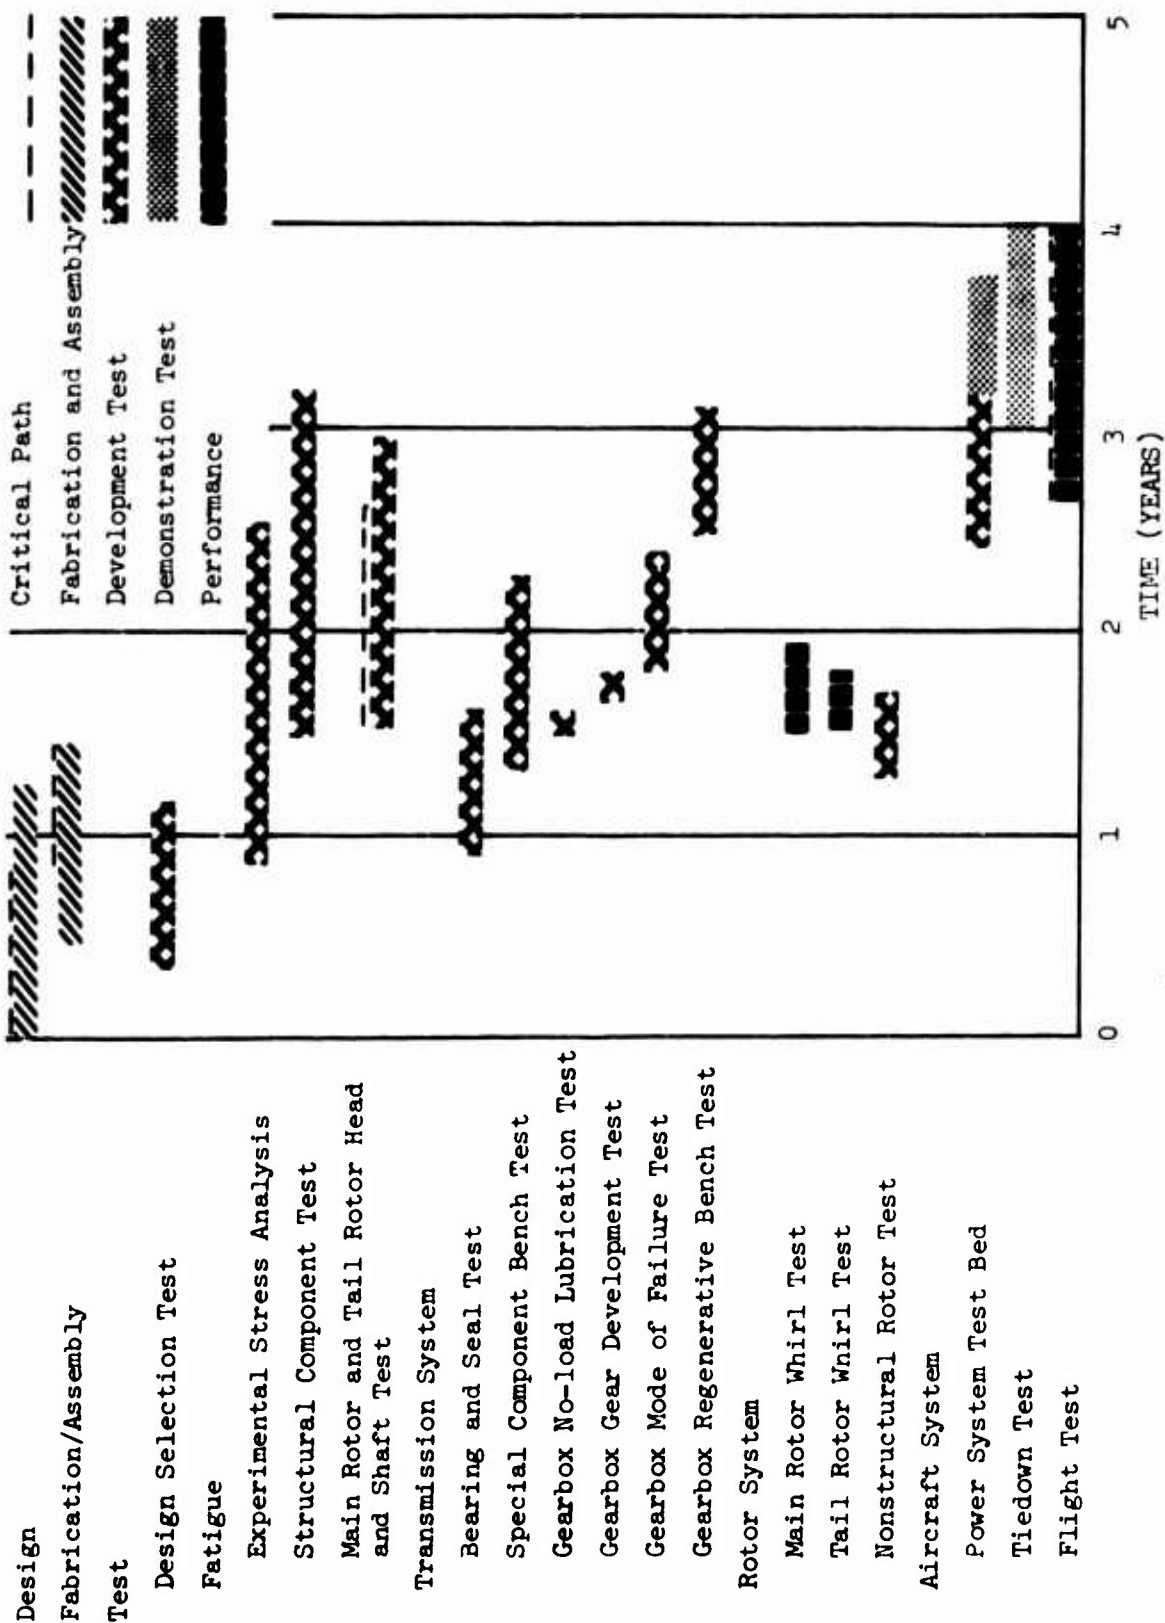 Design
Fabrication/Assembly
Test
Design Selection Test
Fatigue
Experimental Stress Analysis
Structural Component Test
Main Rotor and Tail Rotor Head
and Shaft Test
Transmission System
Bearing and Seal Test
Special Component Bench Test
Gearbox No-load Lubrication Test
Gearbox Gear Development Test
Gearbox Mode of Failure Test
Gearbox Regenerative Bench Test
Rotor System
Main Rotor Whirl Test
Tail Rotor Whirl Test
Nonstructural Rotor Test
Aircraft System
Power System Test Bed
Tiedown Test
Flight Test
Critical Path
Fabrication and Assembly
Development Test
Demonstration Test
Performance
0 1 2 3 4 5
TIME (YEARS)